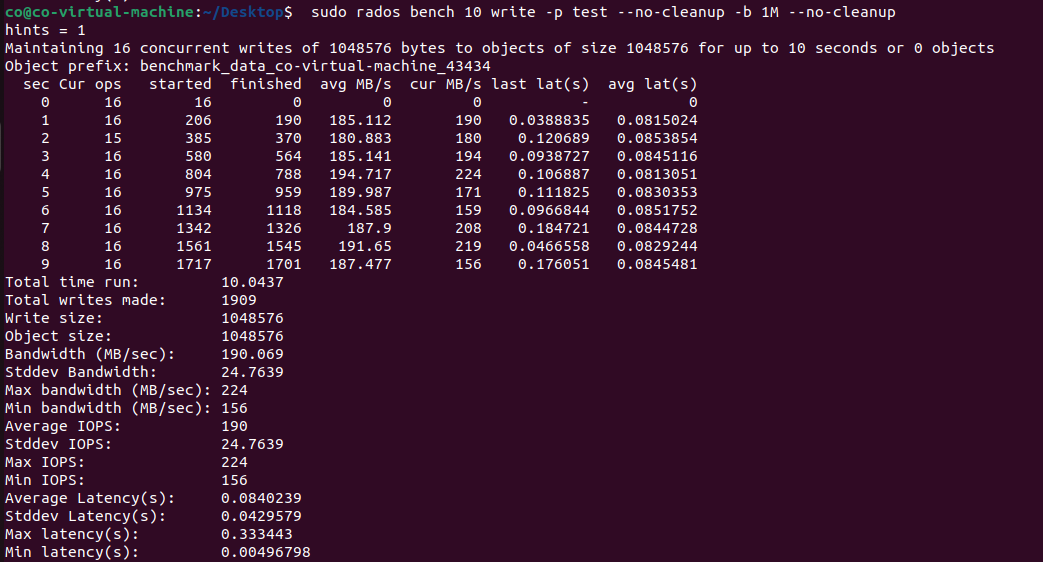 co@co-virtual-machine:~/Desktop$ sudo rados bench 10 write -p test --no-cleanup -b 1M --no-cleanup
hints = 1
Maintaining 16 concurrent writes of 1048576 bytes to objects of size 1048576 for up to 10 seconds or 0 objects
Object prefix: benchmark_data_co-virtual-machine_43434
sec Cur ops started finished avg MB/s cur MB/s last lat(s) avg lat(s)
0 16 16 0 0 0 - 0
1 16 206 190 185.112 190 0.0388835 0.0815024
2 15 385 370 180.883 180 0.120689 0.0853854
3 16 580 564 185.141 194 0.0938727 0.0845116
4 16 804 788 194.717 224 0.106887 0.0813051
5 16 975 959 189.987 171 0.111825 0.0830353
6 16 1134 1118 184.585 159 0.0966844 0.0851752
7 16 1342 1326 187.9 208 0.184721 0.0844728
8 16 1561 1545 191.65 219 0.0466558 0.0829244
9 16 1717 1701 187.477 156 0.176051 0.0845481
Total time run: 10.0437
Total writes made: 1909
Write size: 1048576
Object size: 1048576
Bandwidth (MB/sec): 190.069
Stddev Bandwidth: 24.7639
Max bandwidth (MB/sec): 224
Min bandwidth (MB/sec): 156
Average IOPS: 190
Stddev IOPS: 24.7639
Max IOPS: 224
Min IOPS: 156
Average Latency(s): 0.0840239
Stddev Latency(s): 0.0429579
Max latency(s): 0.333443
Min latency(s): 0.00496798